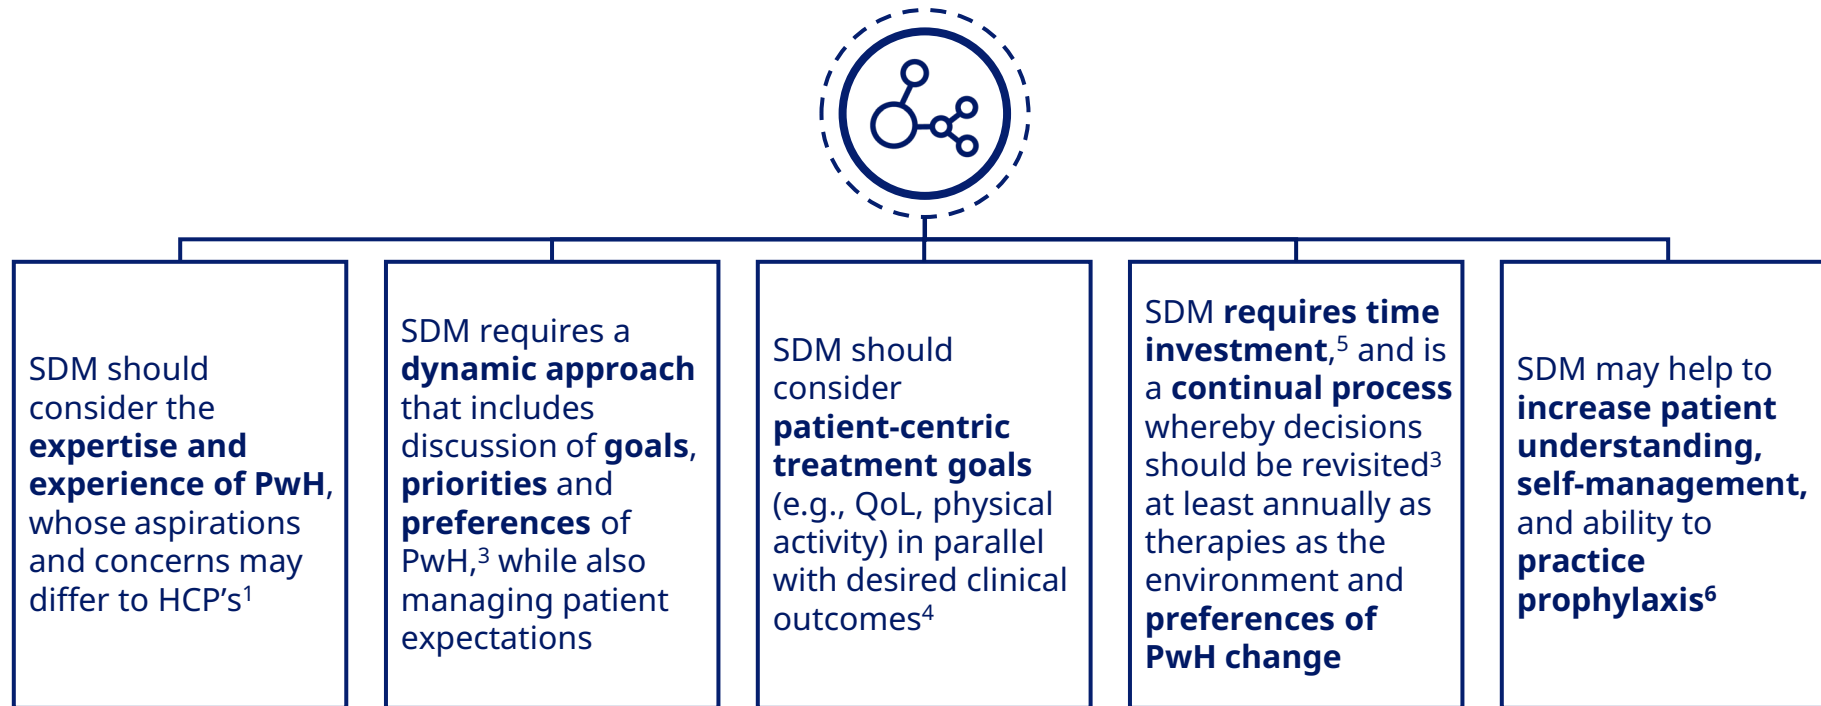 SDM should
consider the
expertise and
experience of PwH,
whose aspirations
and concerns may
differ to HCP's¹
SDM requires a
dynamic approach
that includes
discussion of goals,
priorities and
preferences of
PwH,³ while also
managing patient
expectations
SDM should
consider
patient-centric
treatment goals
(e.g., QoL, physical
activity) in parallel
with desired clinical
outcomes⁴
SDM requires time
investment,⁵ and is
a continual process
whereby decisions
should be revisited³
at least annually as
therapies as the
environment and
preferences of
PwH change
SDM may help to
increase patient
understanding,
self-management,
and ability to
practice
prophylaxis⁶